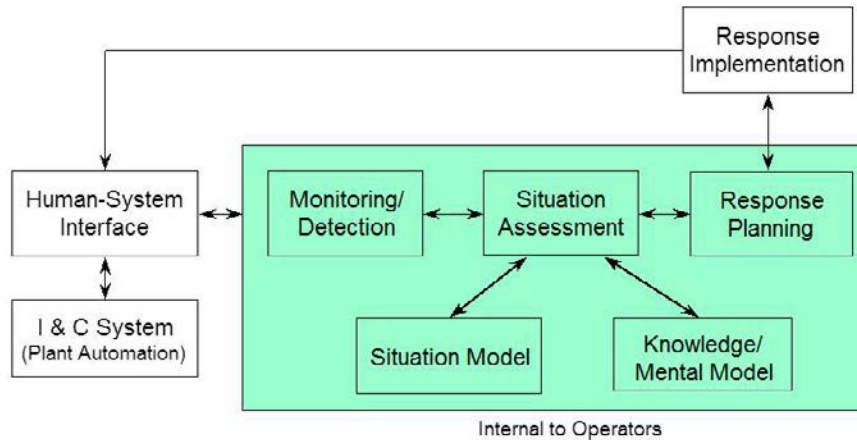 Response
Implementation
Human-System
Interface
Monitoring/
Detection
Situation
Assessment
Response
Planning
I & C System
(Plant Automation)
Situation Model
Knowledge/
Mental Model
Internal to Operators